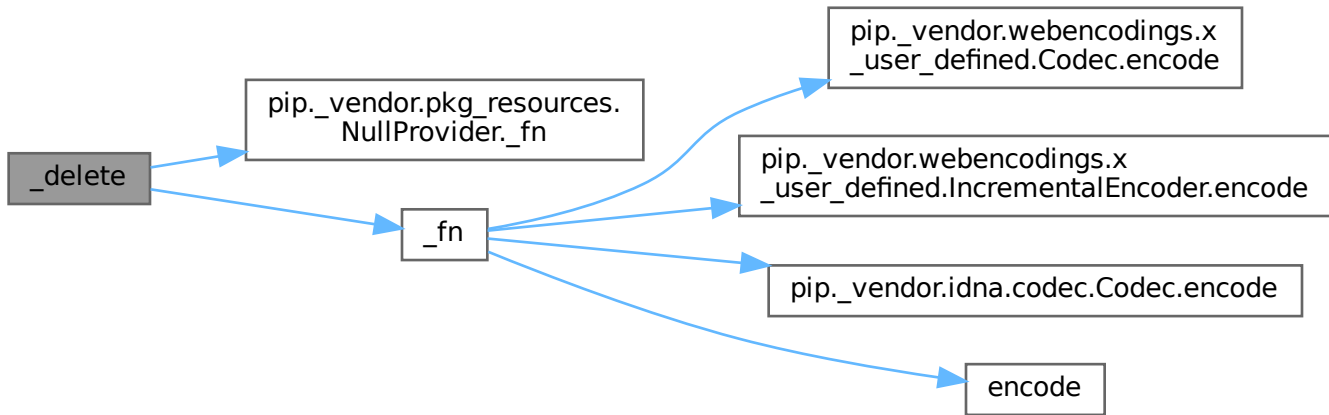 _delete
pip._vendor.pkg_resources.
NullProvider._fn
_fn
pip._vendor.webencodings.x
_user_defined.Codec.encode
pip._vendor.webencodings.x
_user_defined.IncrementalEncoder.encode
pip._vendor.idna.codec.Codec.encode
encode